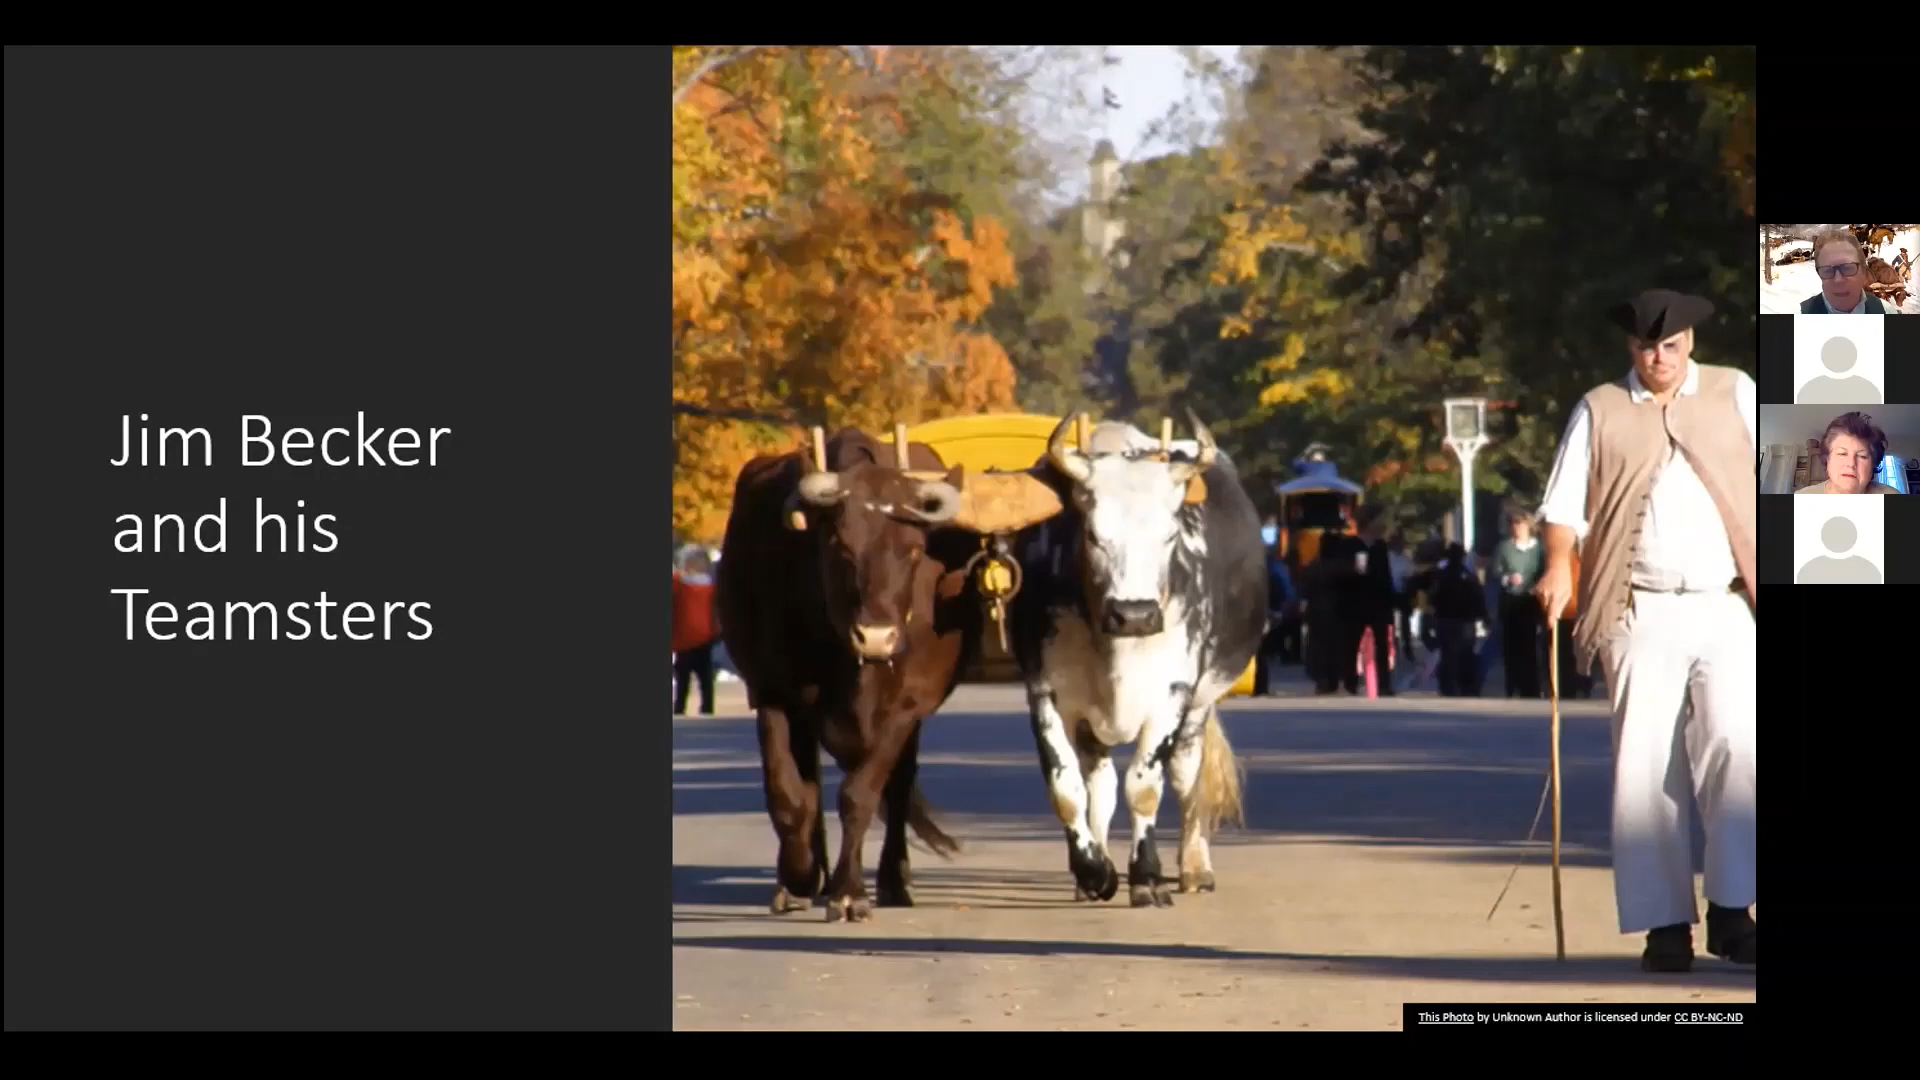 Jim Becker
and his
Teamsters
This Photo by Unknown Author is licensed under CC BY-NC-ND